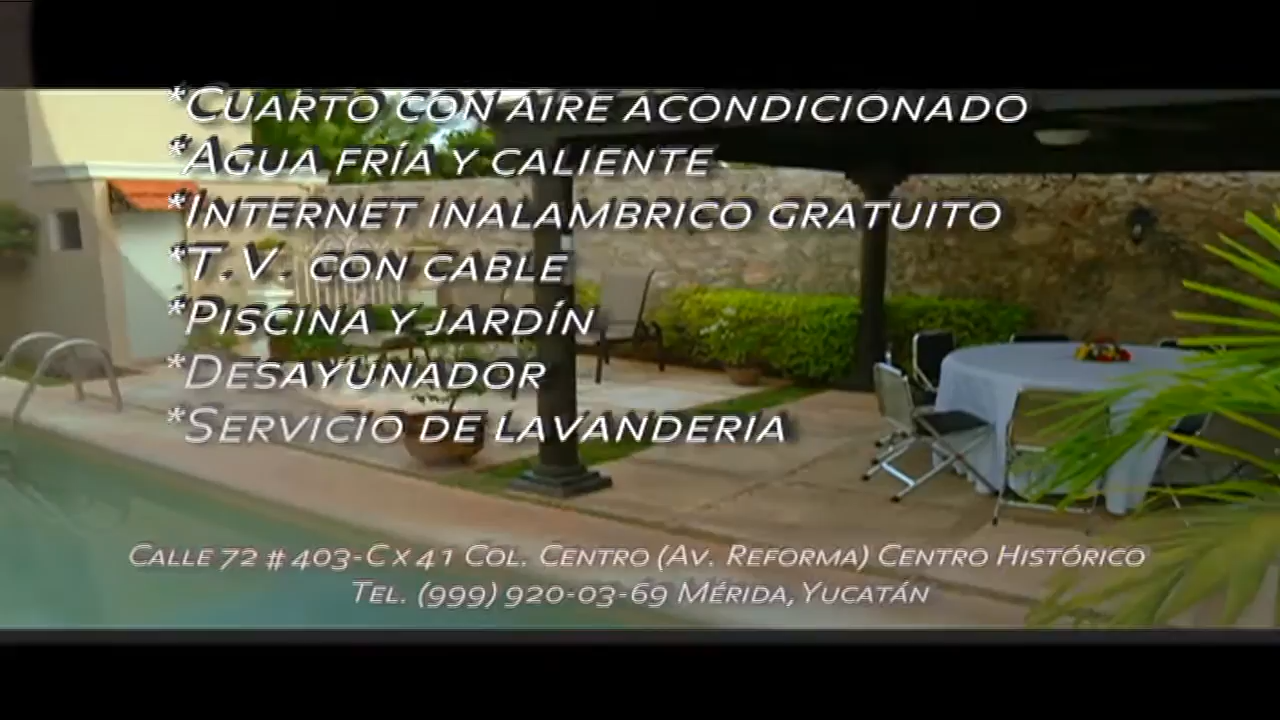 *CUARTO CON AIRE ACONDICIONADO
*AGUA FRÍA Y CALIENTE
*INTERNET INALAMBRICO GRATUITO
*T.V. CON CABLE
*PISCINA Y JARDÍN
*DESAYUNADOR
*SERVICIO DE LAVANDERIA
CALLE 72 # 403-C X 41 COL. CENTRO (AV. REFORMA) CENTRO HISTÓRICO
TEL. (999) 920-03-69 MÉRIDA, YUCATÁN